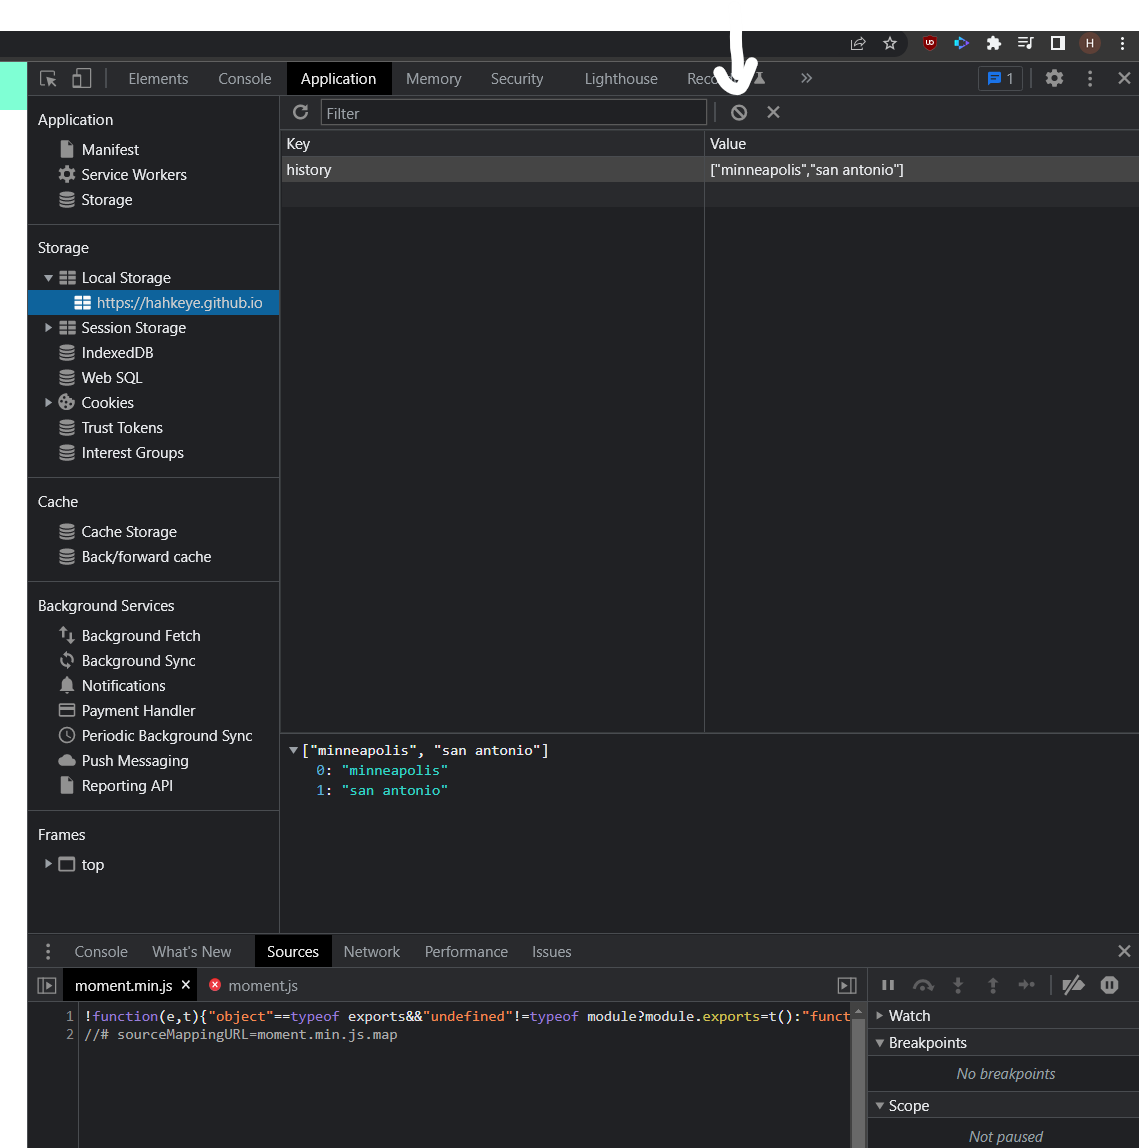 H
Elements Console Application Memory Security Lighthouse Reco 1
Application
Manifest
Service Workers
Storage
Storage
Local Storage
https://hahkeye.github.io
Session Storage
IndexedDB
Web SQL
Cookies
Trust Tokens
Interest Groups
Cache
Cache Storage
Back/forward cache
Background Services
Background Fetch
Background Sync
Notifications
Payment Handler
Periodic Background Sync
Push Messaging
Reporting API
Frames
top
Filter
Key Value
history ["minneapolis","san antonio"]
["minneapolis", "san antonio"]
0: "minneapolis"
1: "san antonio"
Console What's New Sources Network Performance Issues
moment.min.js moment.js
1 !function(e,t){"object"==typeof exports&&"undefined"!=typeof module?module.exports=t():"funct
2 //# sourceMappingURL=moment.min.js.map
Watch
Breakpoints
No breakpoints
Scope
Not paused